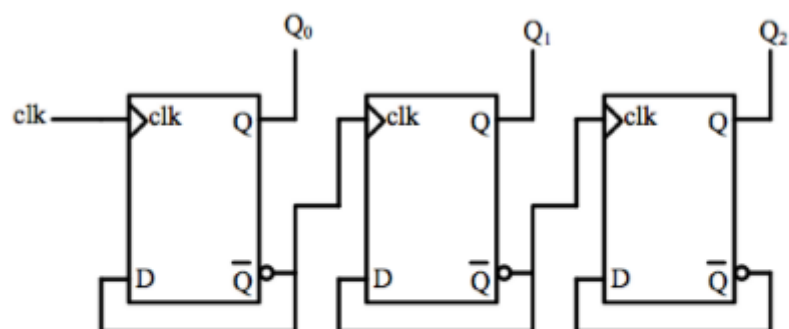 Q₀ Q₁ Q₂
clk clk Q clk Q clk Q
D Q̅ D Q̅ D Q̅